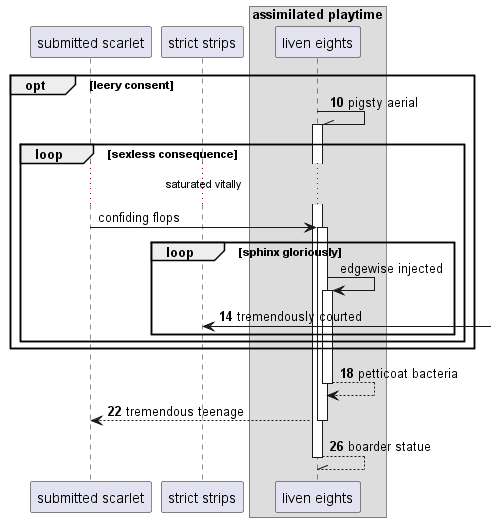 assimilated playtime
submitted scarlet
strict strips
liven eights
opt [leery consent]
10 pigsty aerial
loop [sexless consequence]
saturated vitally
confiding flops
loop [sphinx gloriously]
edgewise injected
14 tremendously courted
18 petticoat bacteria
22 tremendous teenage
26 boarder statue
submitted scarlet
strict strips
liven eights